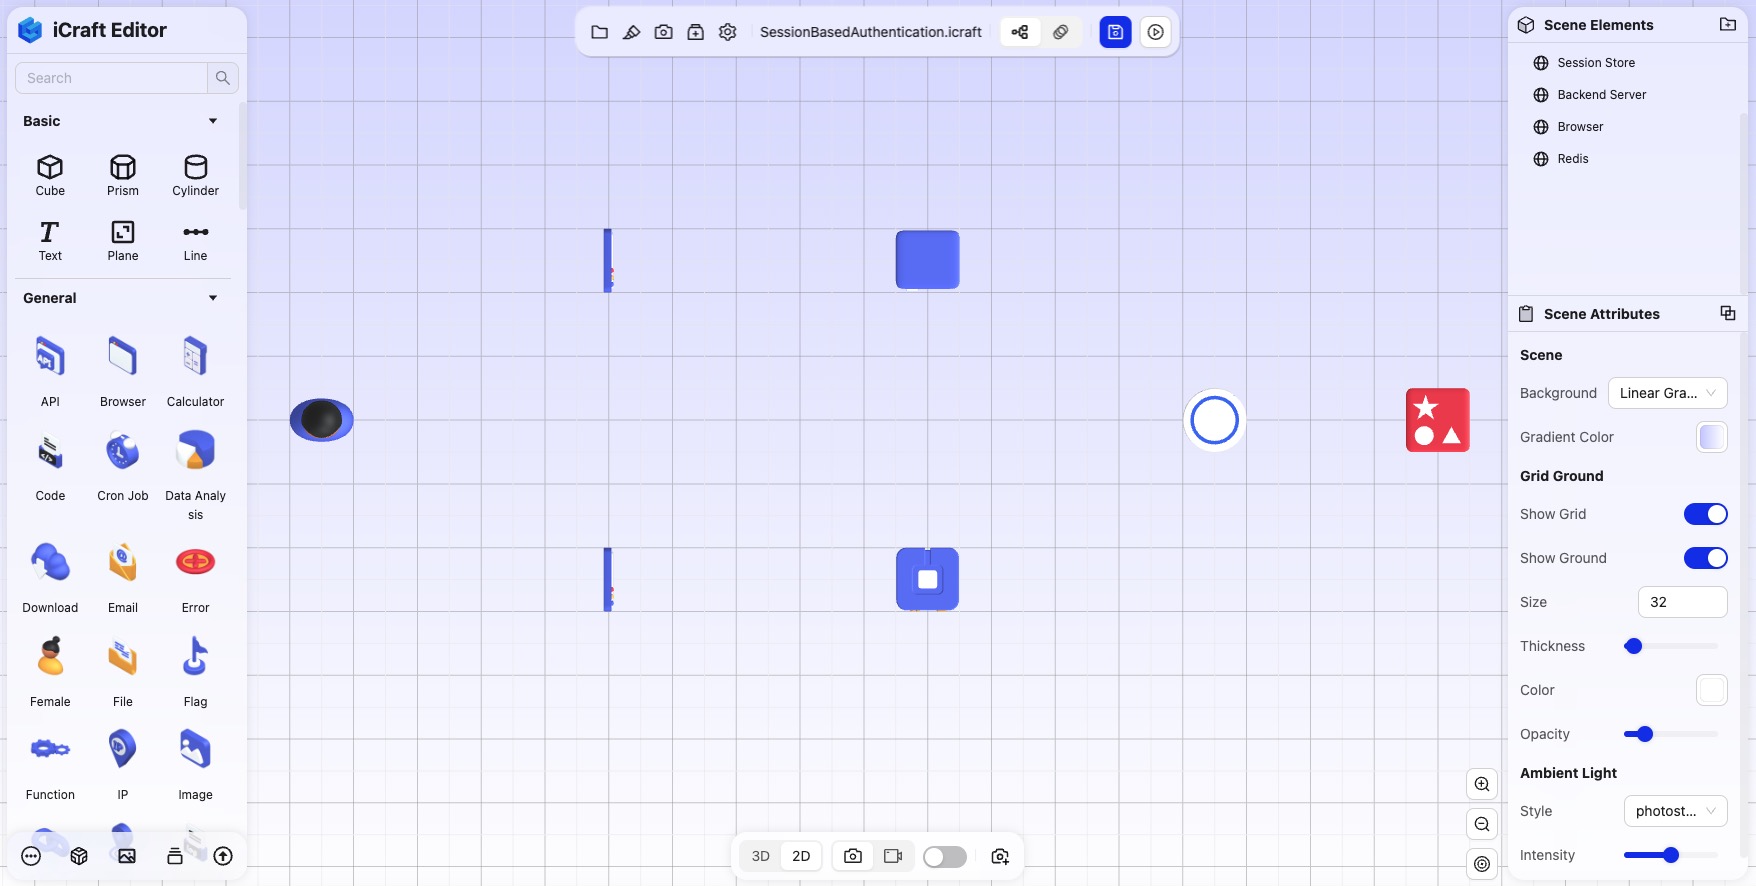 iCraft Editor
Search
Basic
Cube Prism Cylinder
Text Plane Line
General
API Browser Calculator
Code Cron Job Data Analy
sis
Download Email Error
Female File Flag
Function IP Image
SessionBasedAuthentication.icraft
3D 2D
Scene Elements
Session Store
Backend Server
Browser
Redis
Scene Attributes
Scene
Background Linear Gra...
Gradient Color
Grid Ground
Show Grid
Show Ground
Size 32
Thickness
Color
Opacity
Ambient Light
Style photost...
Intensity